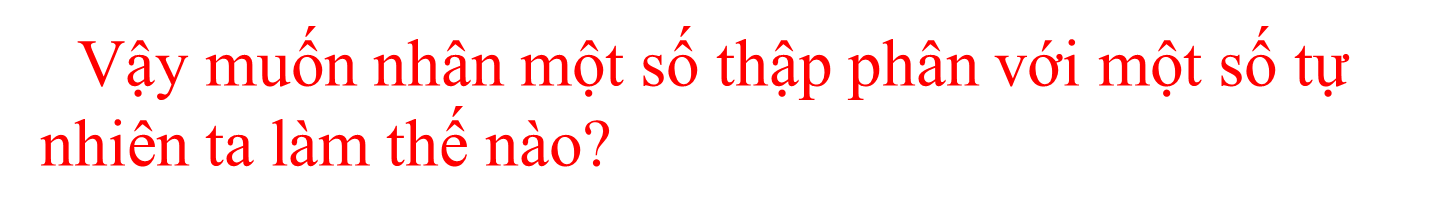 Vậy muốn nhân một số thập phân với một số tự
nhiên ta làm thế nào?